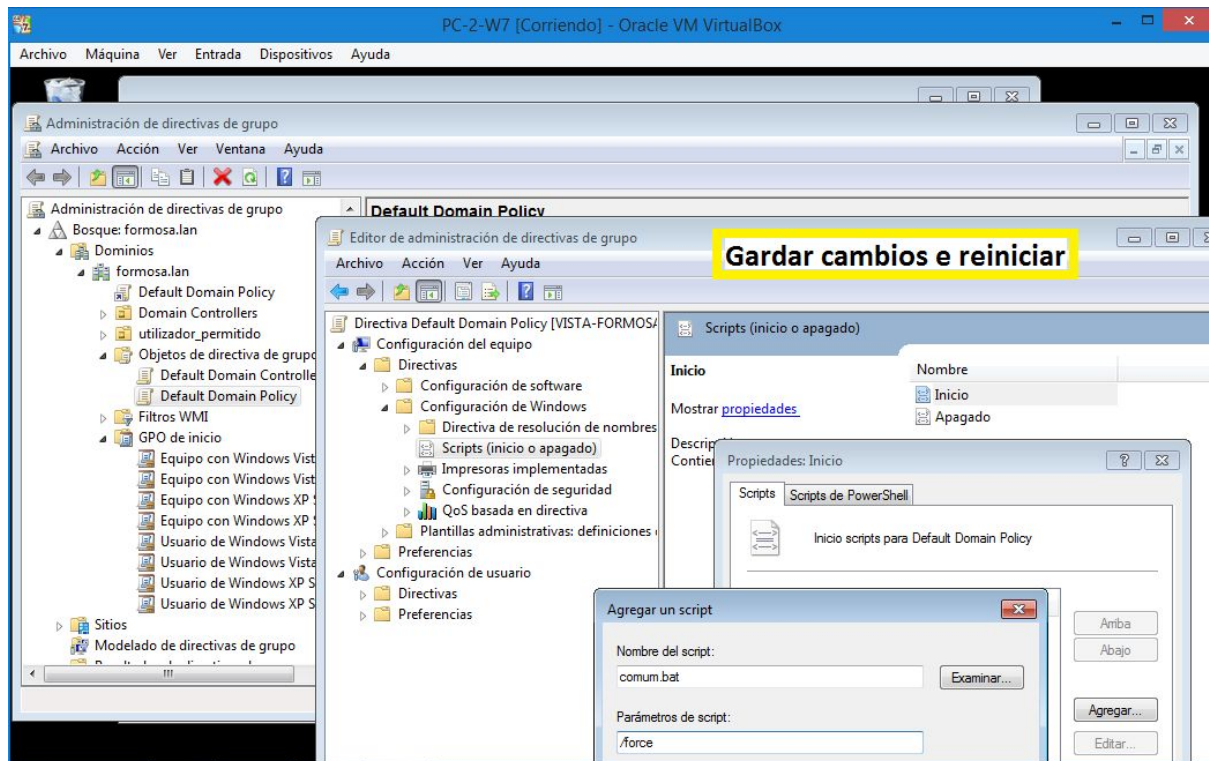 PC-2-W7 [Corriendo] - Oracle VM VirtualBox
Archivo Máquina Ver Entrada Dispositivos Ayuda
Administración de directivas de grupo
Archivo Acción Ver Ventana Ayuda
Administración de directivas de grupo
Bosque: formosa.lan
Dominios
formosa.lan
Default Domain Policy
Domain Controllers
utilizador_permitido
Objetos de directiva de grupo
Default Domain Controlle
Default Domain Policy
Filtros WMI
GPO de inicio
Equipo con Windows Vist
Equipo con Windows Vist
Equipo con Windows XP S
Equipo con Windows XP S
Usuario de Windows Vista
Usuario de Windows Vista
Usuario de Windows XP S
Usuario de Windows XP S
Sitios
Modelado de directivas de grupo
Default Domain Policy
Editor de administración de directivas de grupo
Gardar cambios e reiniciar
Archivo Acción Ver Ayuda
Directiva Default Domain Policy [VISTA-FORMOSA
Configuración del equipo
Directivas
Configuración de software
Configuración de Windows
Directiva de resolución de nombres
Scripts (inicio o apagado)
Impresoras implementadas
Configuración de seguridad
QoS basada en directiva
Plantillas administrativas: definiciones
Preferencias
Configuración de usuario
Directivas
Preferencias
Scripts (inicio o apagado)
Inicio
Mostrar propiedades
Nombre
Inicio
Apagado
Propiedades: Inicio
Scripts Scripts de PowerShell
Inicio scripts para Default Domain Policy
Arriba
Abajo
Agregar...
Editar...
Agregar un script
Nombre del script:
comum.bat
Examinar...
Parámetros de script:
/force